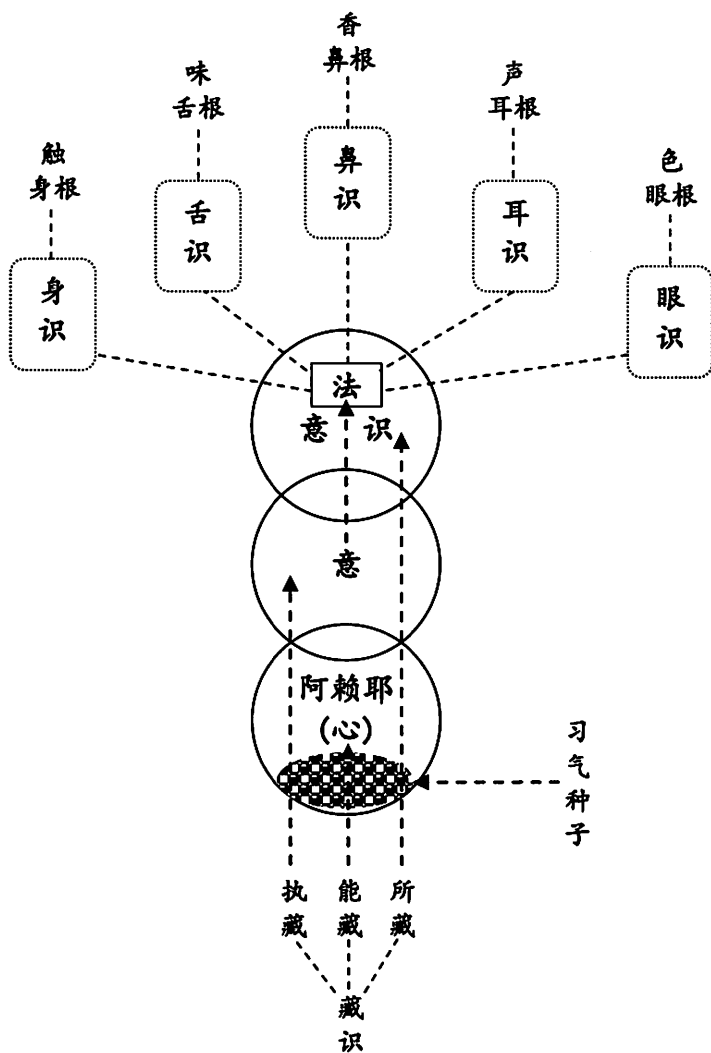 香
鼻根
味
舌根
声
耳根
触
身根
色
眼根
鼻识
舌识
耳识
身识
眼识
法
意 识
意
阿赖耶
(心)
习气种子
执藏
能藏
所藏
藏识